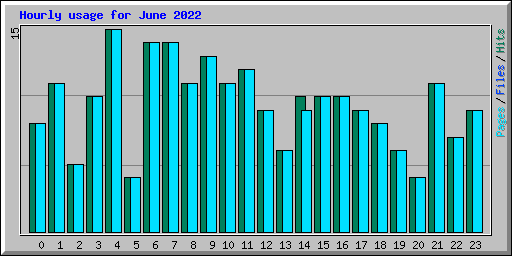 Hourly usage for June 2022
15
Pages/Files/Hits
0 1 2 3 4 5 6 7 8 9 10 11 12 13 14 15 16 17 18 19 20 21 22 23